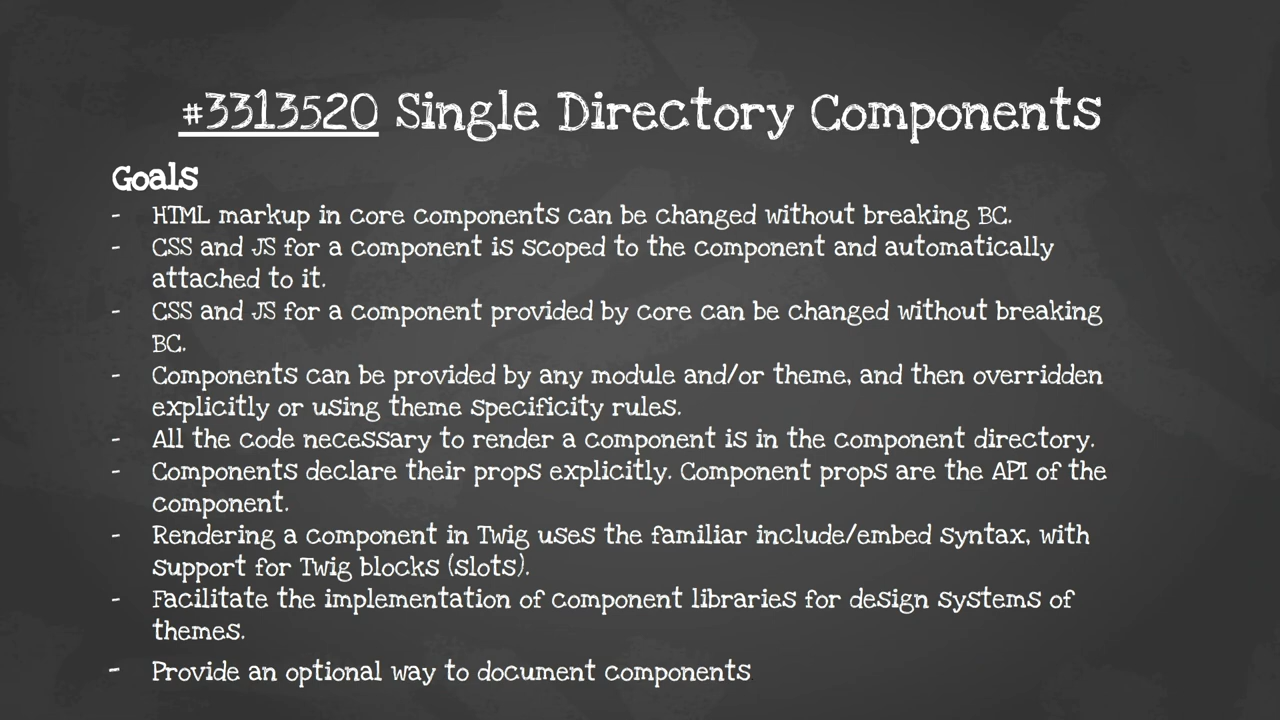 #3313520 Single Directory Components
Goals
- HTML markup in core components can be changed without breaking BC.
- CSS and JS for a component is scoped to the component and automatically
attached to it.
- CSS and JS for a component provided by core can be changed without breaking
BC.
- Components can be provided by any module and/or theme, and then overridden
explicitly or using theme specificity rules.
- All the code necessary to render a component is in the component directory.
- Components declare their props explicitly. Component props are the API of the
component.
- Rendering a component in Twig uses the familiar include/embed syntax, with
support for Twig blocks (slots).
- Facilitate the implementation of component libraries for design systems of
themes.
- Provide an optional way to document components